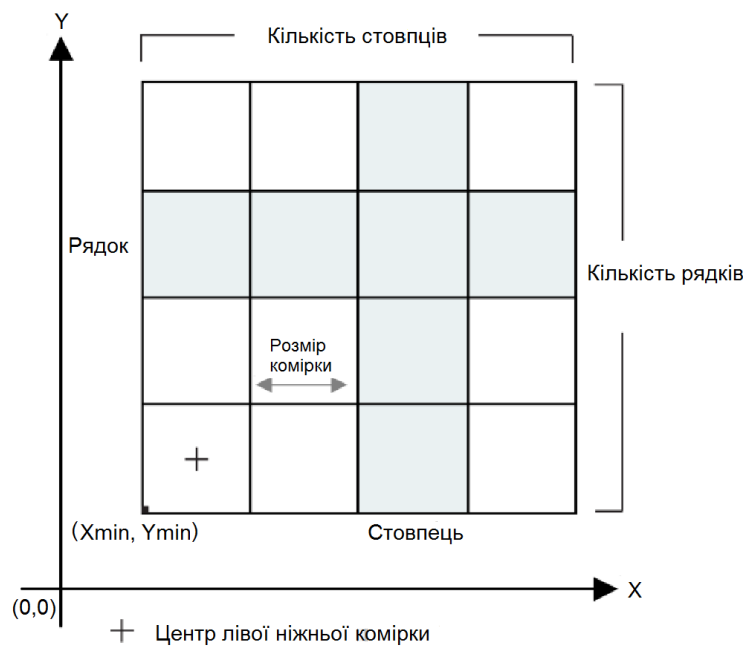 Y
Кількість стовпців
Рядок
Кількість рядків
Розмір
комірки
(Xmin, Ymin)
Стовпець
X
(0,0)
Центр лівої ніжньої комірки